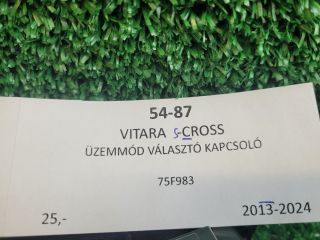 54-87
VITARA S-CROSS
ÜZEMMÓD VÁLASZTÓ KAPCSOLÓ
75F983
25,- 2013-2024